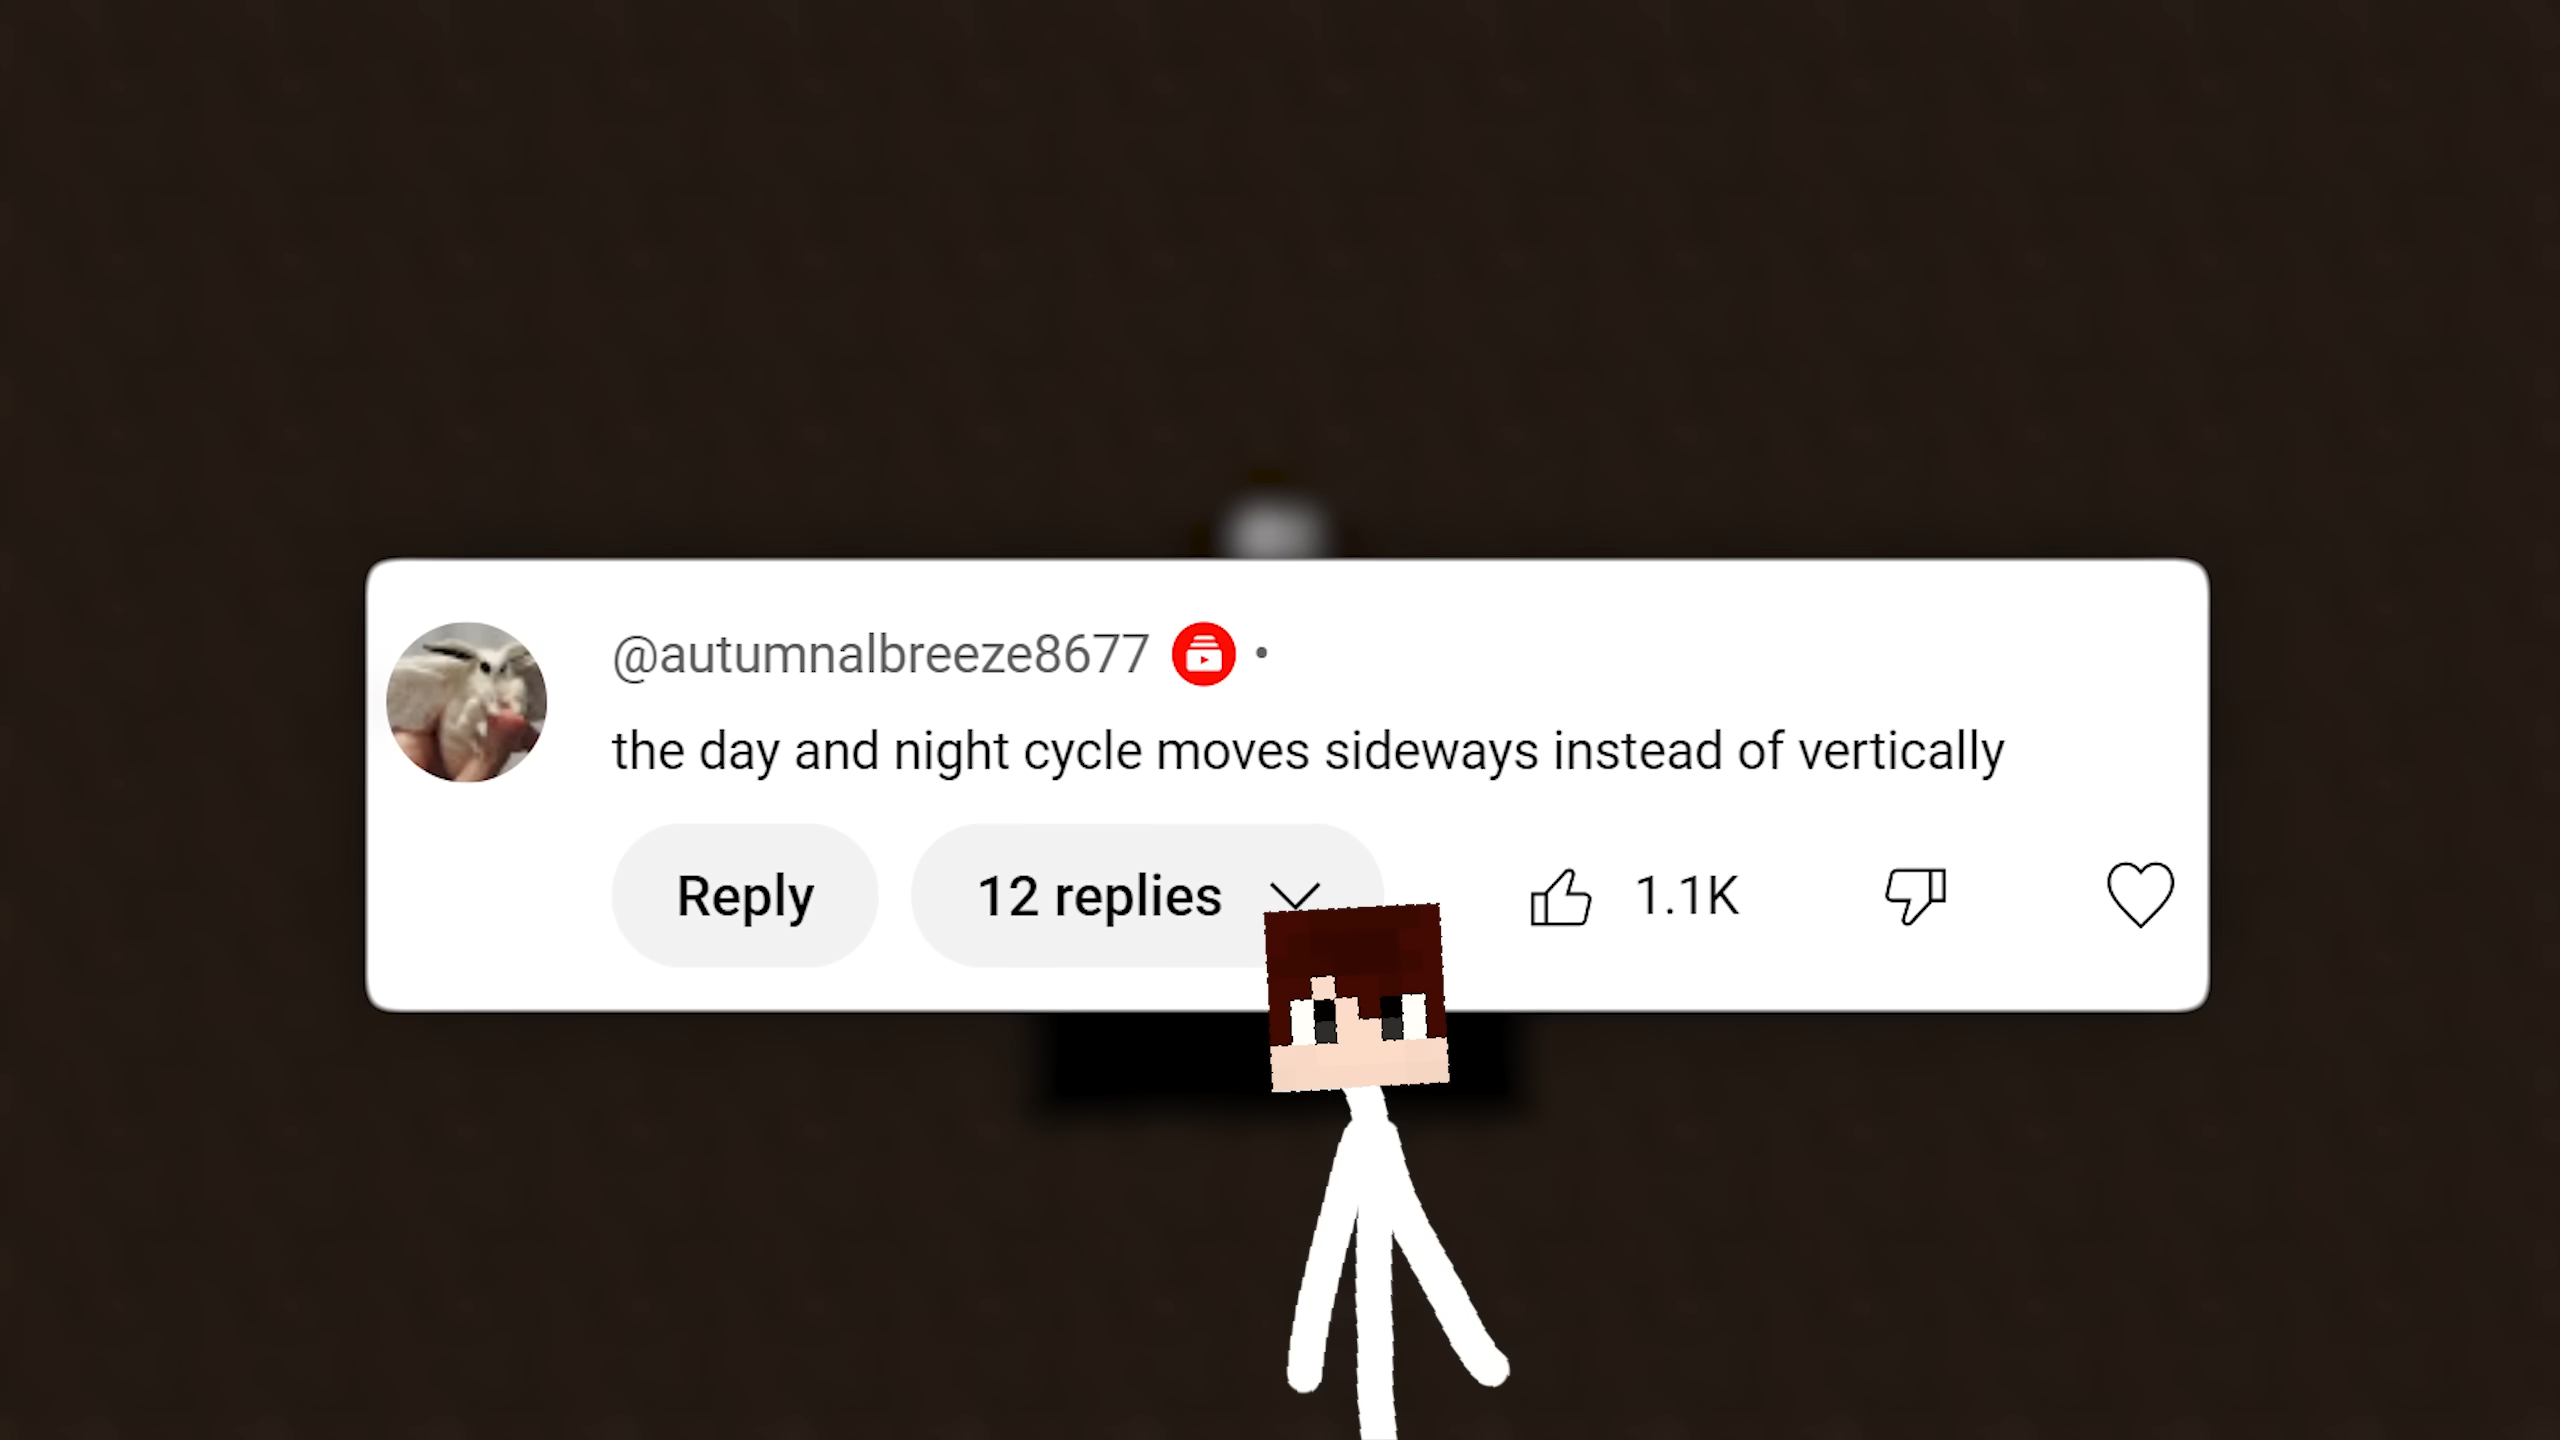 @autumnalbreeze8677 •
the day and night cycle moves sideways instead of vertically
Reply 12 replies 1.1K